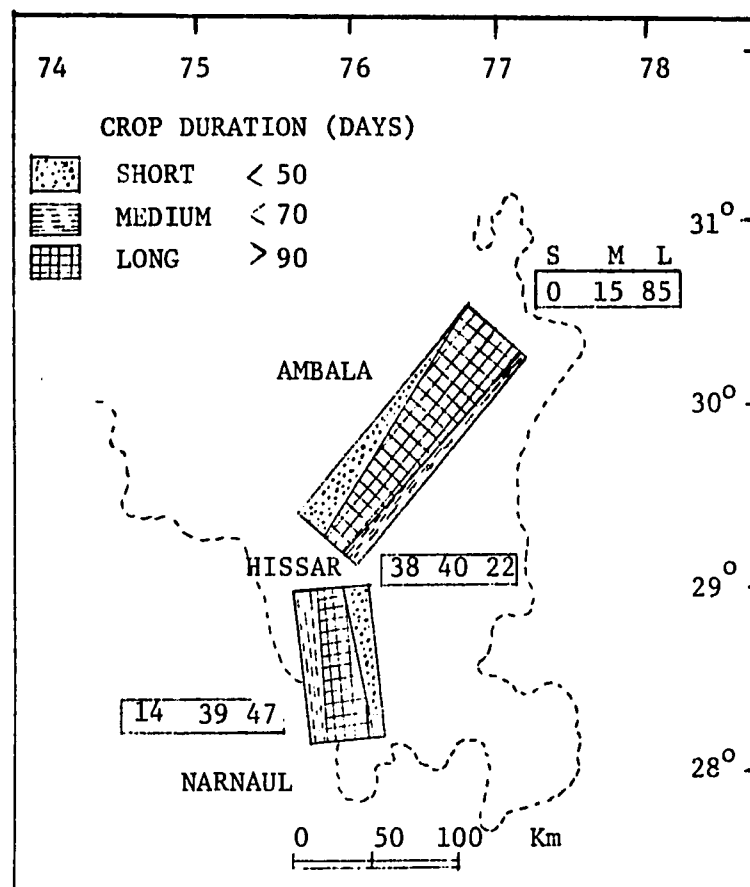 74 75 76 77 78
CROP DURATION (DAYS)
SHORT < 50
MEDIUM < 70
LONG > 90
31°
S M L
0 15 85
AMBALA
30°
HISSAR
38 40 22
29°
14 39 47
28°
NARNAUL
0 50 100 Km